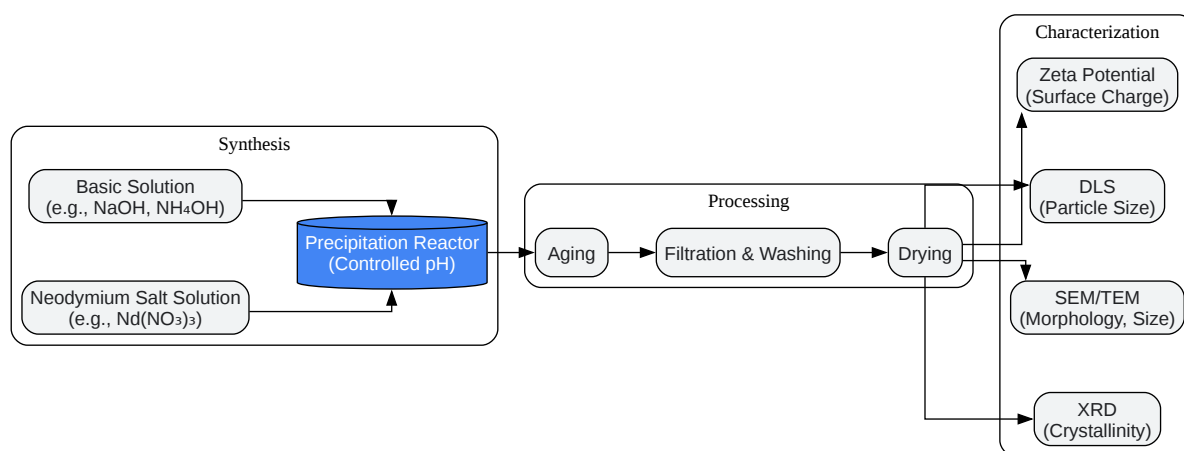 Synthesis
Basic Solution
(e.g., NaOH, NH₄OH)
Neodymium Salt Solution
(e.g., Nd(NO₃)₃)
Precipitation Reactor
(Controlled pH)
Processing
Aging
Filtration & Washing
Drying
Characterization
Zeta Potential
(Surface Charge)
DLS
(Particle Size)
SEM/TEM
(Morphology, Size)
XRD
(Crystallinity)